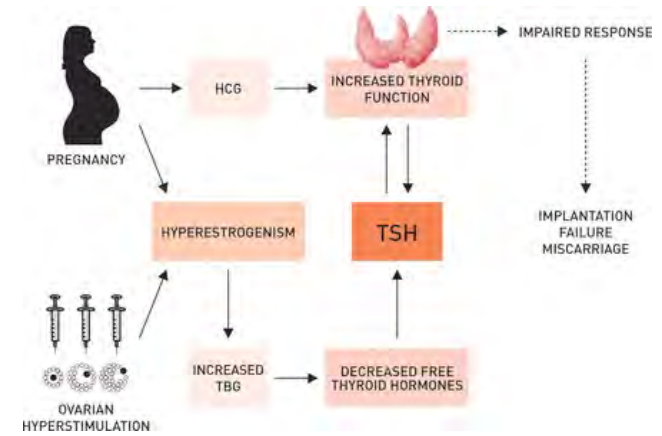 HCG
INCREASED THYROID
FUNCTION
IMPAIRED RESPONSE
PREGNANCY
HYPERESTROGENISM
TSH
IMPLANTATION
FAILURE
MISCARRIAGE
INCREASED
TBG
DECREASED FREE
THYROID HORMONES
OVARIAN
HYPERSTIMULATION